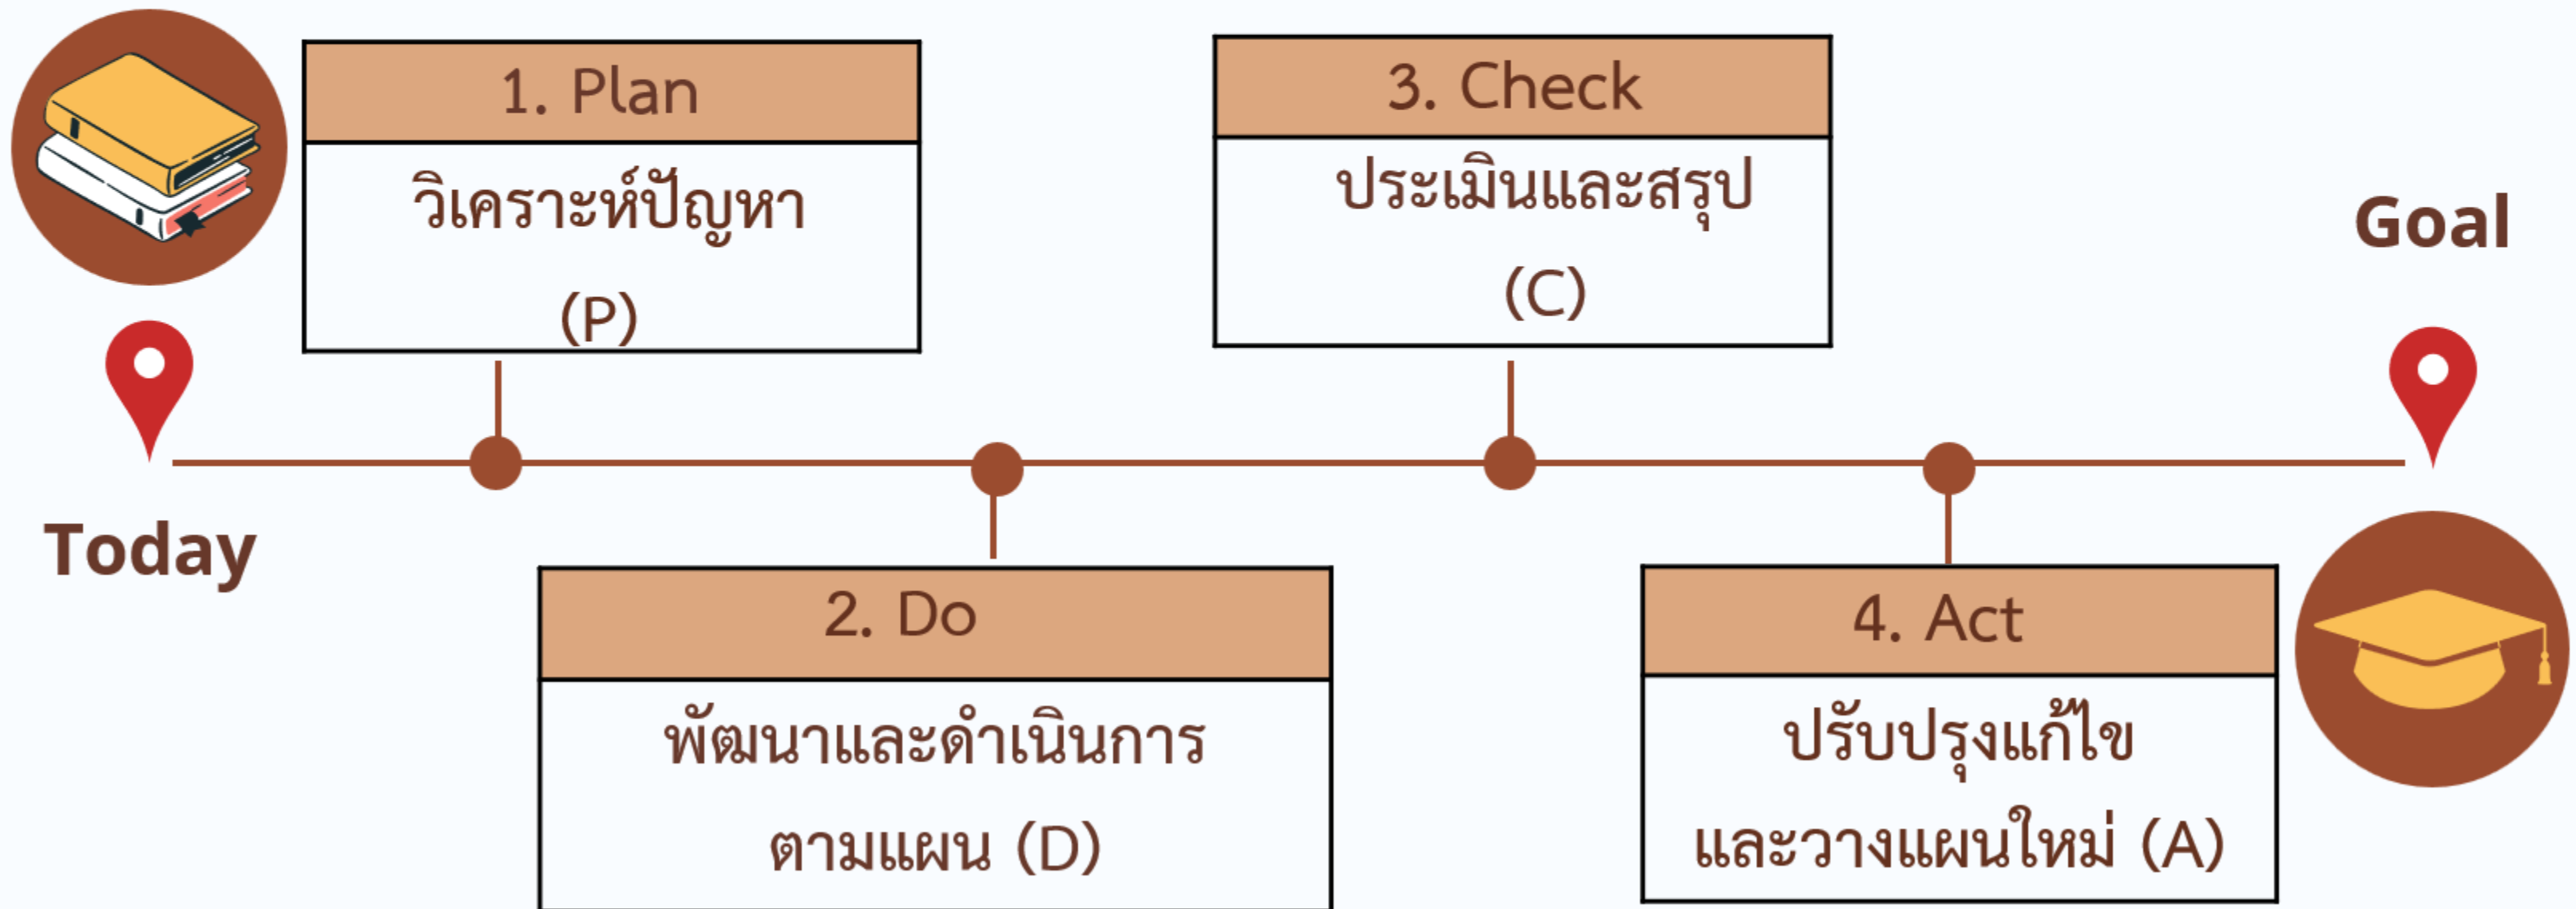 1. Plan
วิเคราะห์ปัญหา
(P)
3. Check
ประเมินและสรุป
(C)
Goal
Today
2. Do
พัฒนาและดำเนินการ
ตามแผน (D)
4. Act
ปรับปรุงแก้ไข
และวางแผนใหม่ (A)